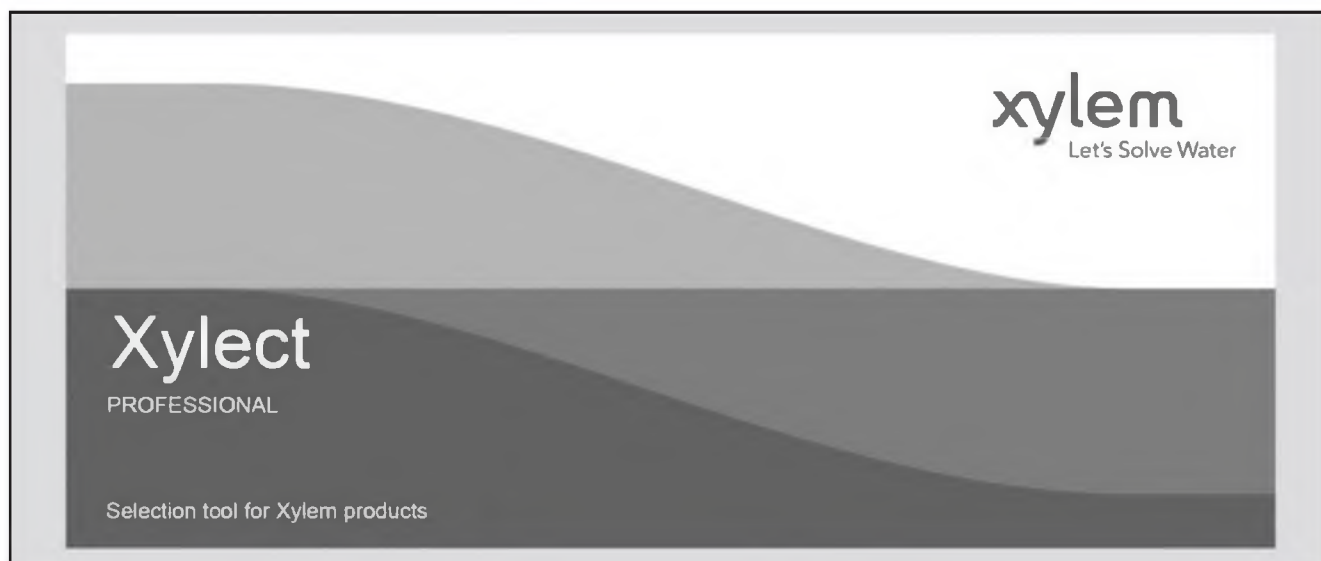 xylem
Let's Solve Water
Xylect
PROFESSIONAL
Selection tool for Xylem products